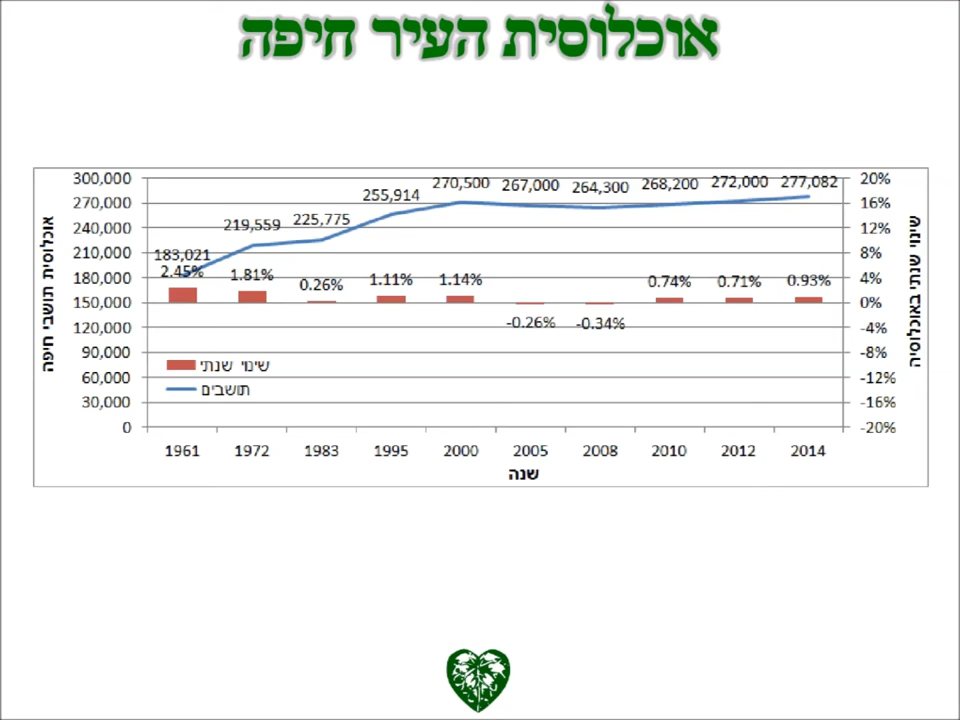 אוכלוסית העיר חיפה
300,000
270,000
240,000
210,000
180,000
150,000
120,000
90,000
60,000
30,000
0
אוכלוסית תושבי חיפה
183,021 219,559 225,775 255,914 270,500 267,000 264,300 268,200 272,000 277,082
2.45% 1.81% 0.26% 1.11% 1.14% -0.26% -0.34% 0.74% 0.71% 0.93%
שינוי שנתי
תושבים
20%
16%
12%
8%
4%
0%
-4%
-8%
-12%
-16%
-20%
שינוי שנתי באוכלוסיה
1961 1972 1983 1995 2000 2005 2008 2010 2012 2014
שנה